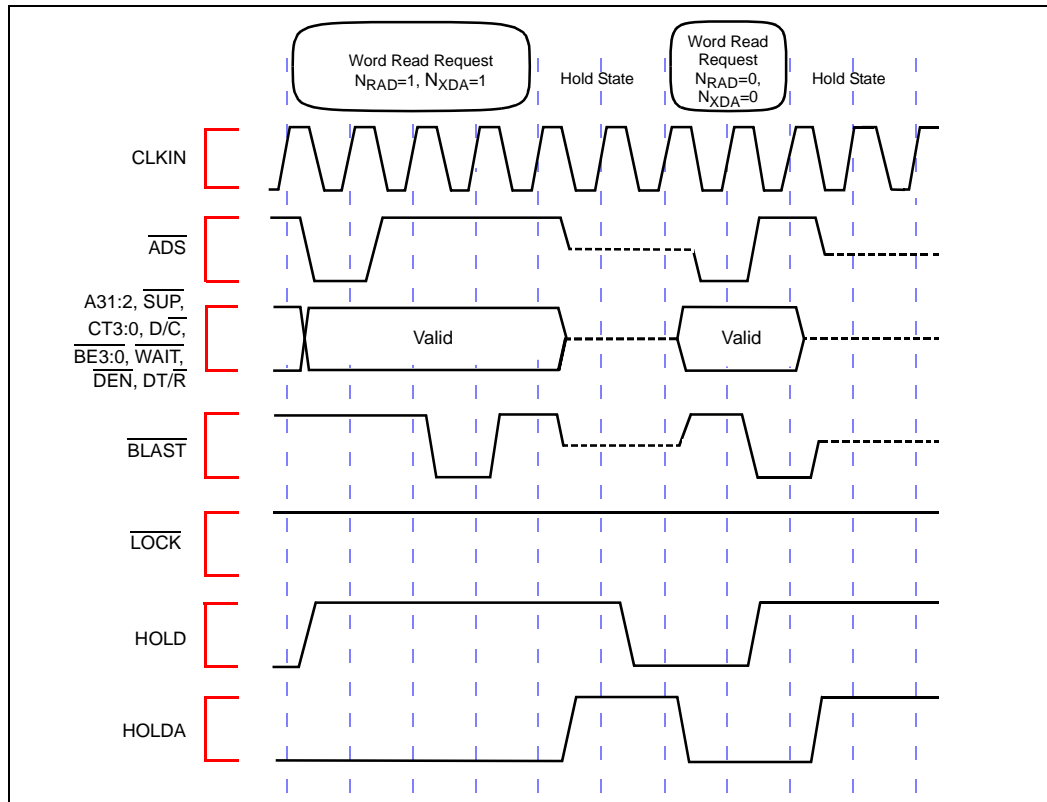 Word Read Request
NRAD=1, NXDA=1
Hold State
Word Read
Request
NRAD=0,
NXDA=0
Hold State
CLKIN
ADS
A31:2, SUP,
CT3:0, D/C,
BE3:0, WAIT,
DEN, DT/R
Valid
Valid
BLAST
LOCK
HOLD
HOLDA